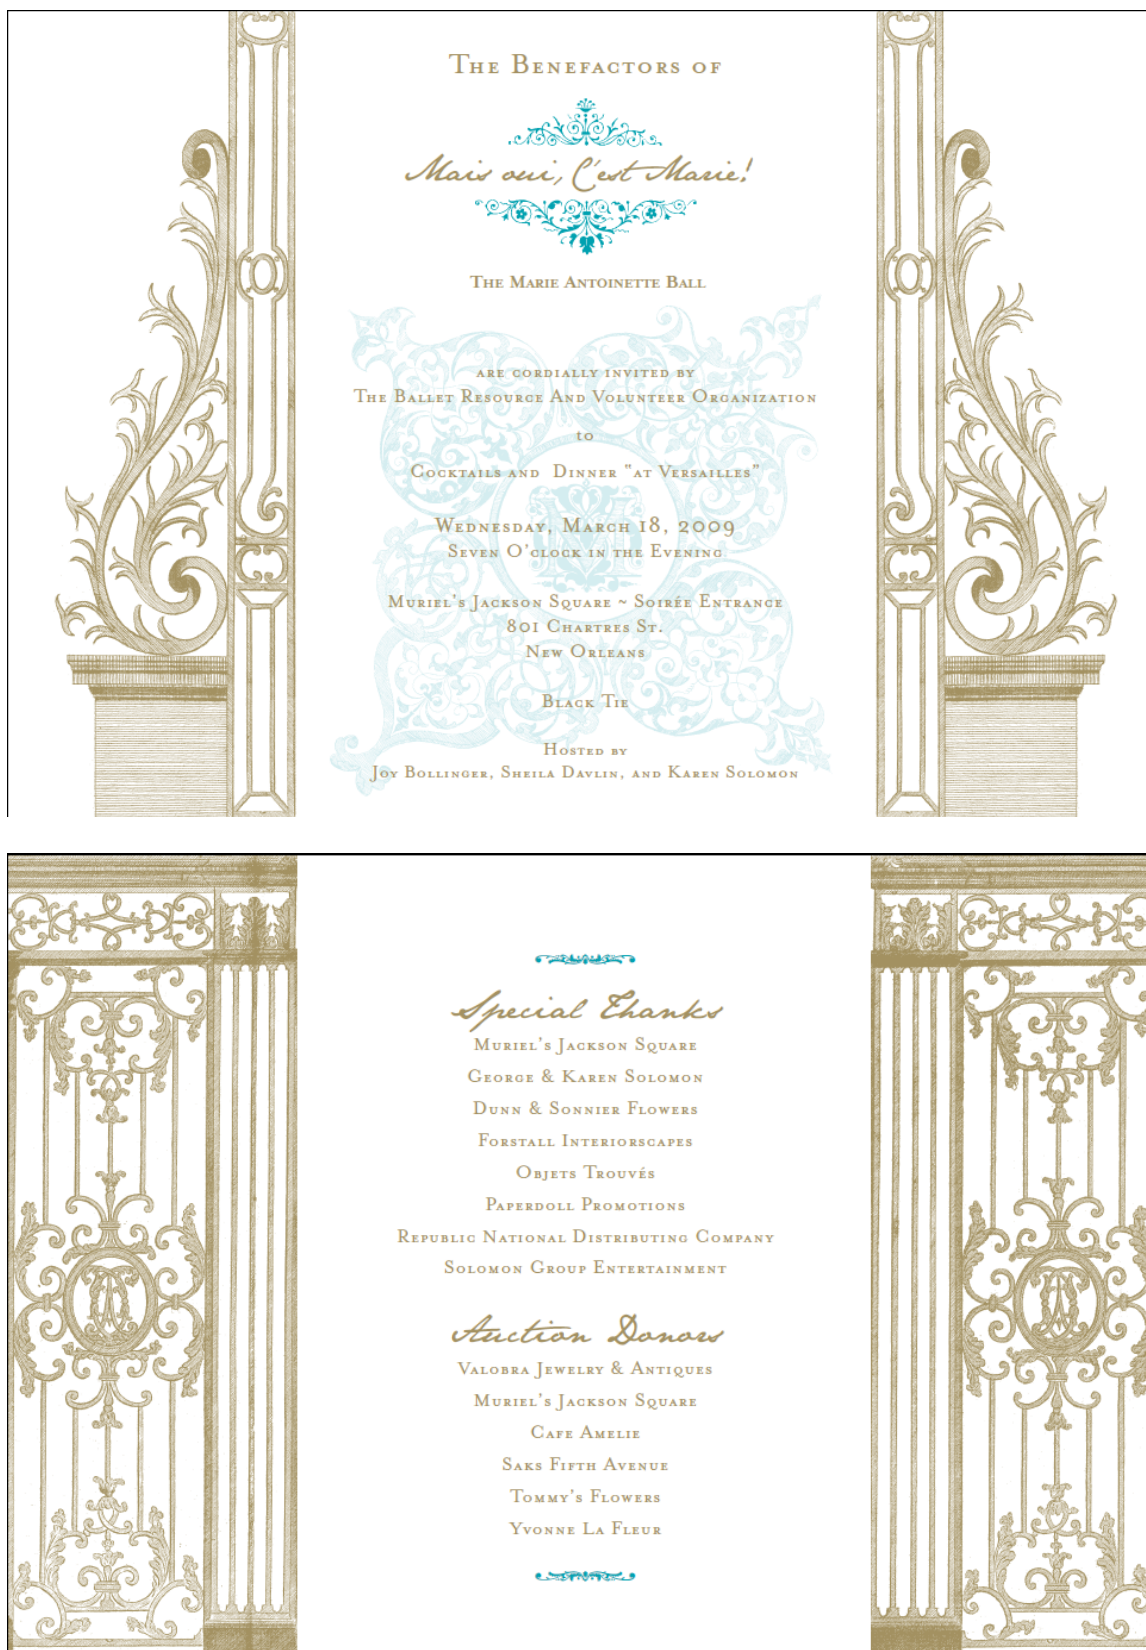 The Benefactors of
Mais oui, C'est Marie!
The Marie Antoinette Ball
are cordially invited by
The Ballet Resource And Volunteer Organization
to
Cocktails and Dinner "at Versailles"
Wednesday, March 18, 2009
Seven O'clock in the Evening
Muriel's Jackson Square ~ Soirée Entrance
801 Chartres St.
New Orleans
Black Tie
Hosted by
Joy Bollinger, Sheila Davlin, and Karen Solomon
Special Thanks
Muriel's Jackson Square
George & Karen Solomon
Dunn & Sonnier Flowers
Forstall Interiorscapes
Objets Trouvés
Paperdoll Promotions
Republic National Distributing Company
Solomon Group Entertainment
Auction Donors
Valobra Jewelry & Antiques
Muriel's Jackson Square
Cafe Amelie
Saks Fifth Avenue
Tommy's Flowers
Yvonne La Fleur